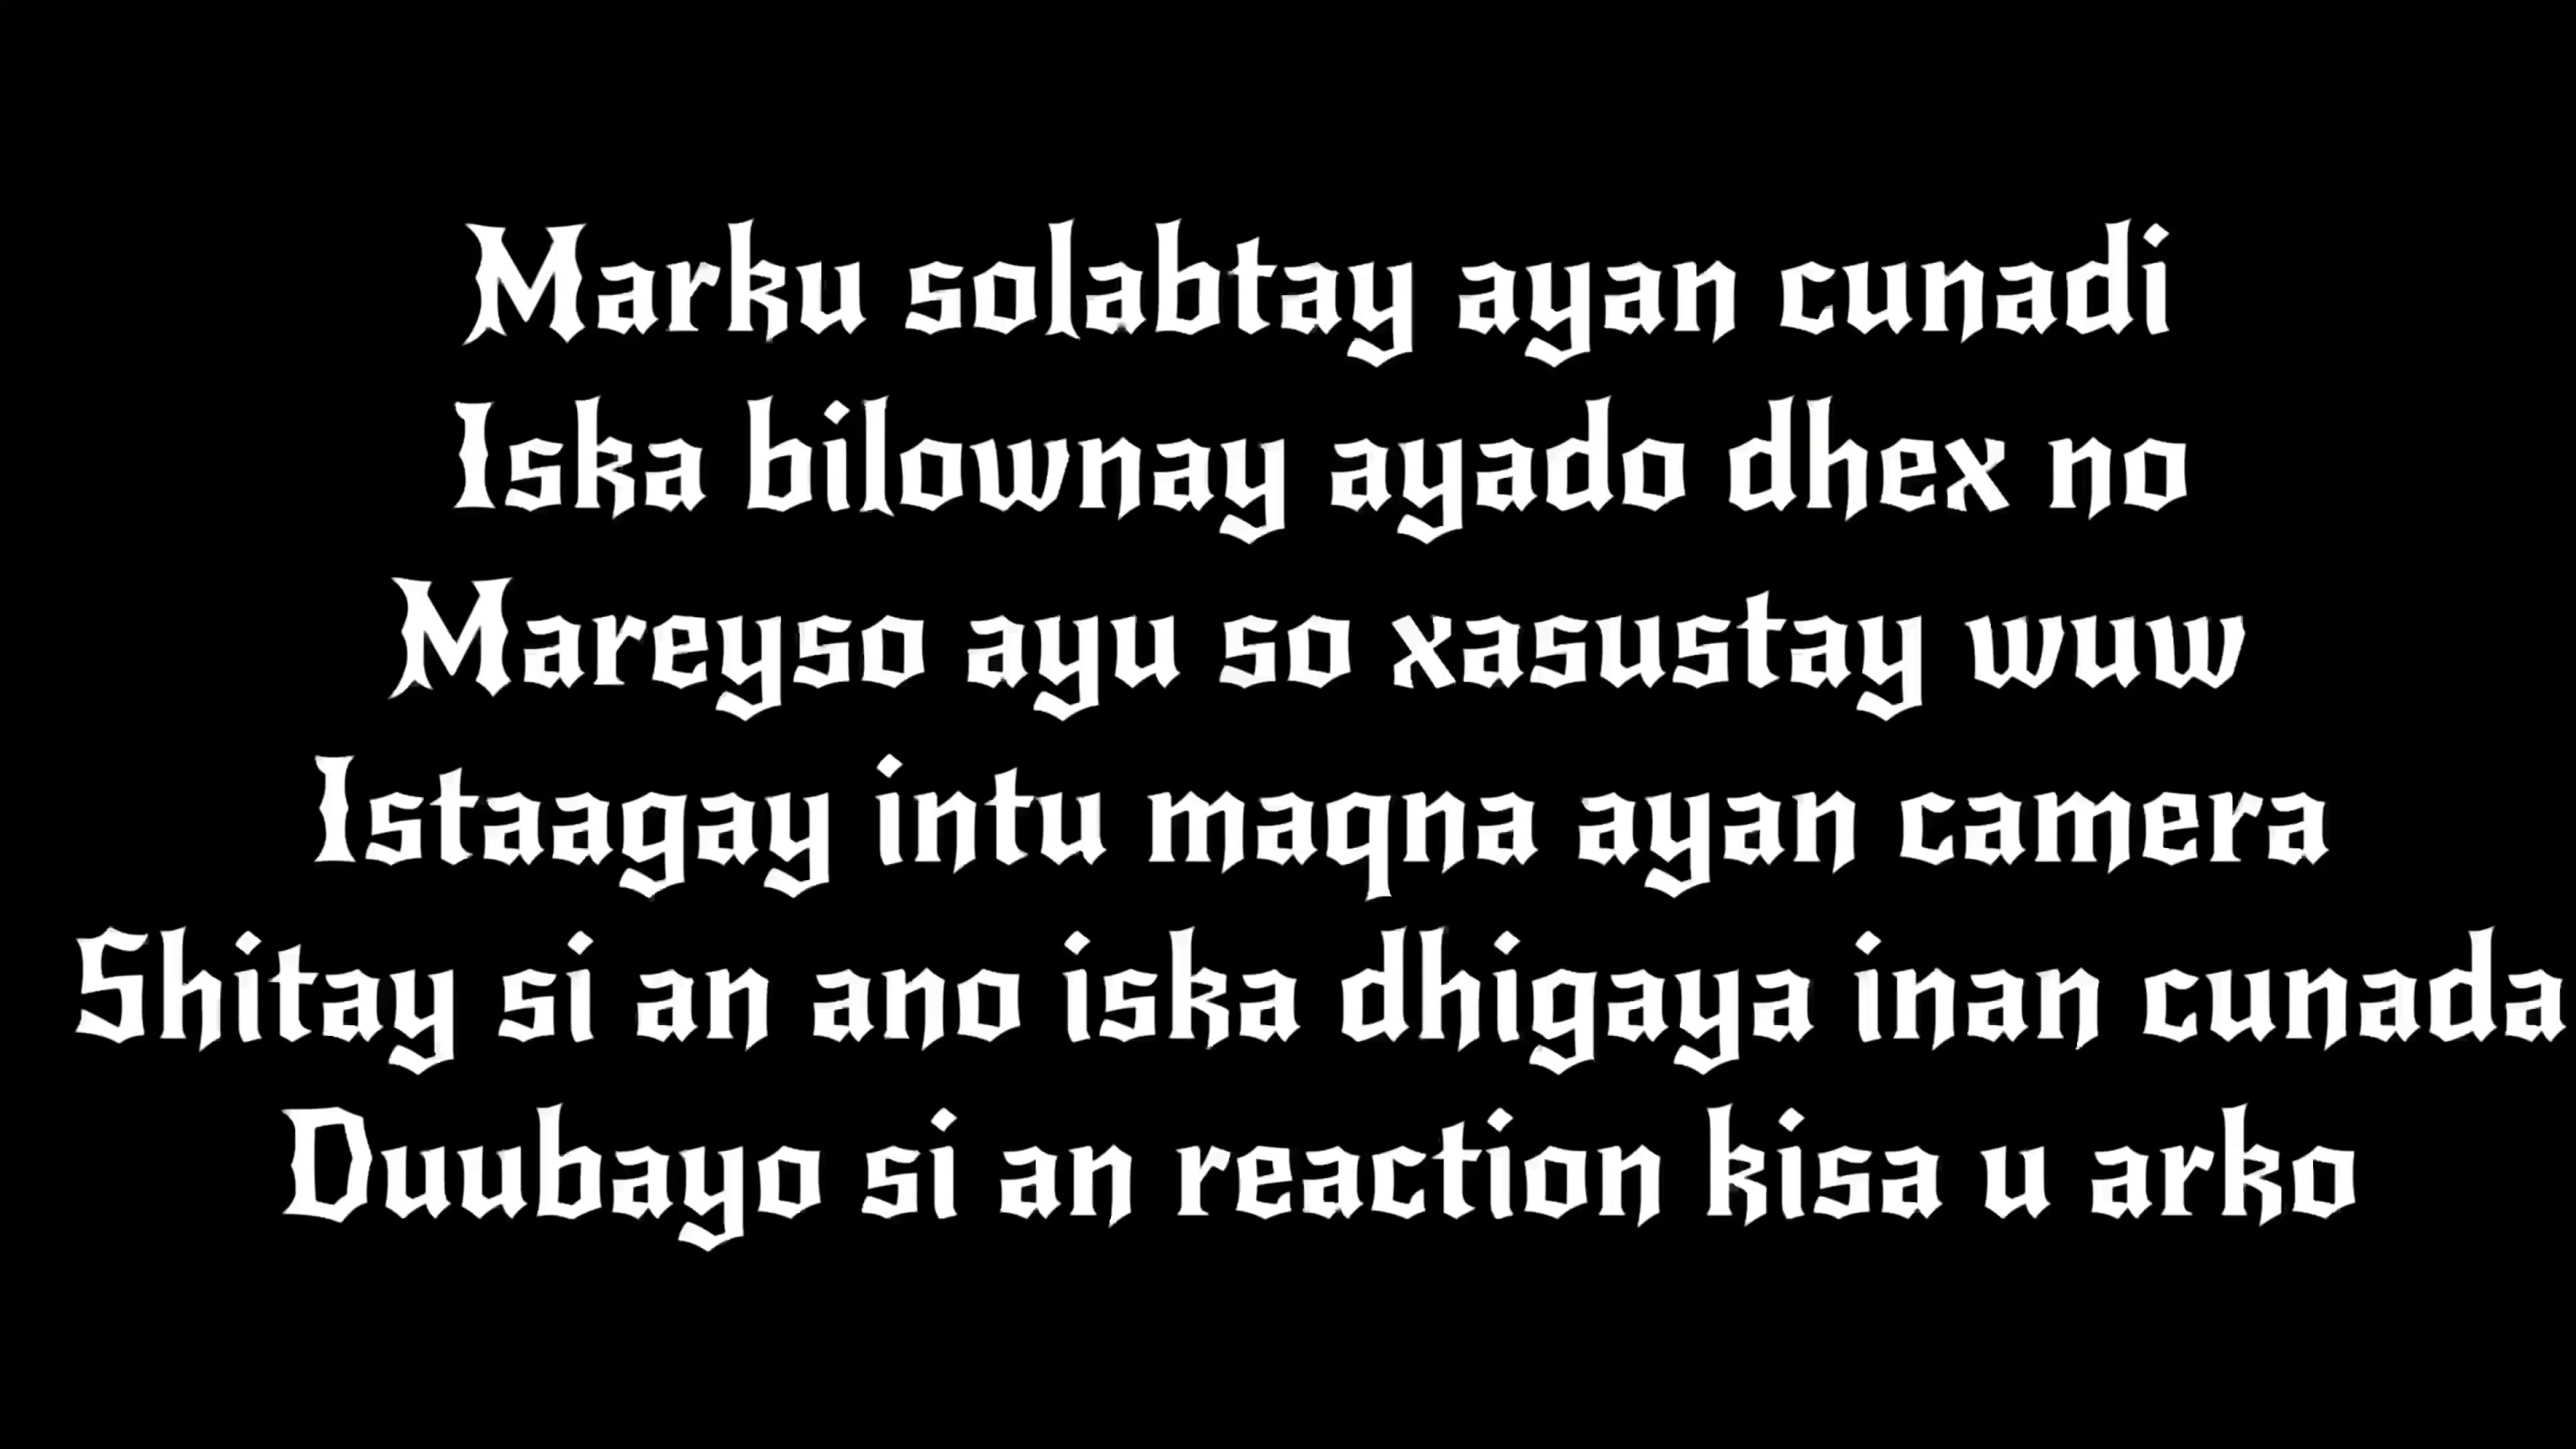 Marku solabtay ayan cunadi
Iska bilownay ayado dhex no
Mareyso ayu so xasustay wuw
Istaagay intu maqna ayan camera
Shitay si an ano iska dhigaya inan cunada
Duubayo si an reaction kisa u arko